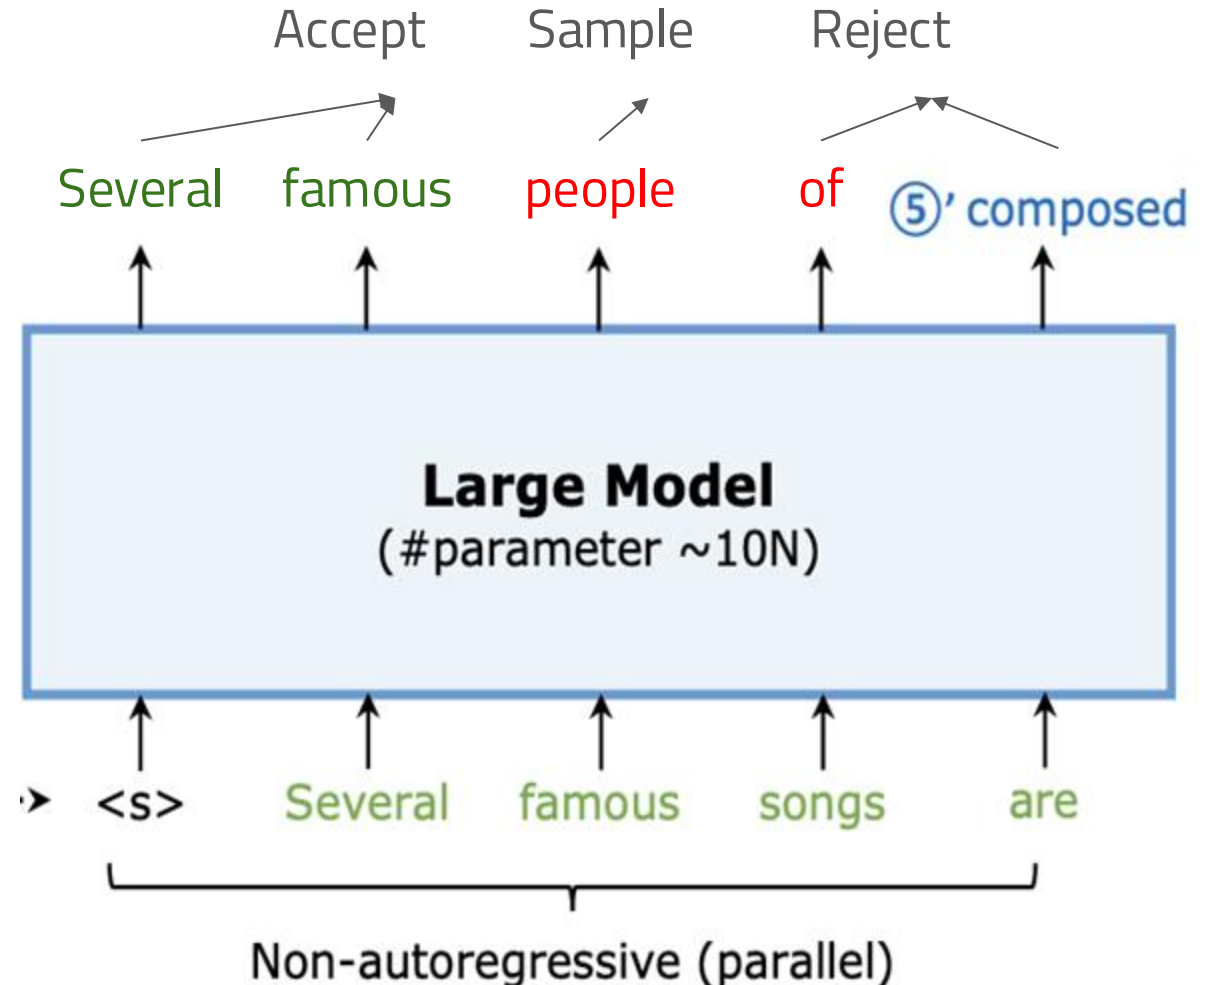 Accept Sample Reject
Several famous people of ⑤' composed
Large Model
(#parameter ~10N)
<s> Several famous songs are
Non-autoregressive (parallel)